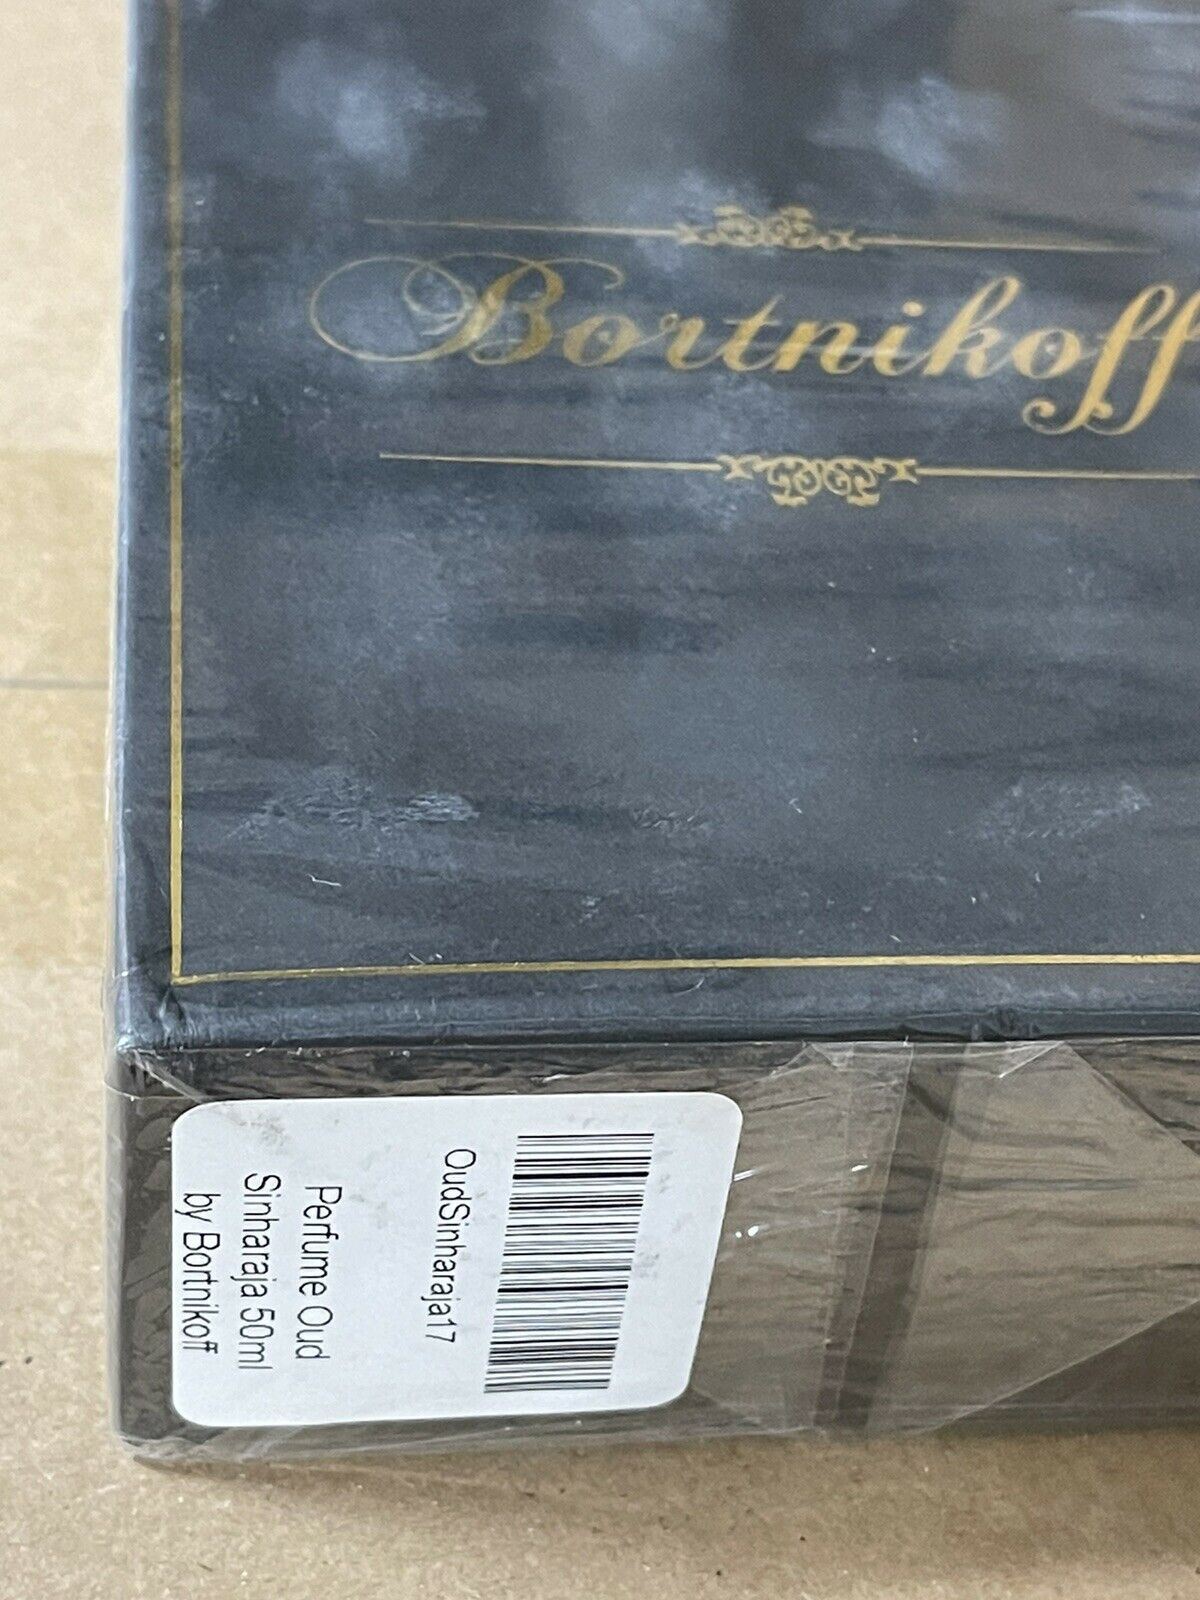 Bortnikoff
OudSinharaja17
Perfume Oud
Sinharaja 50ml
by Bortnikoff